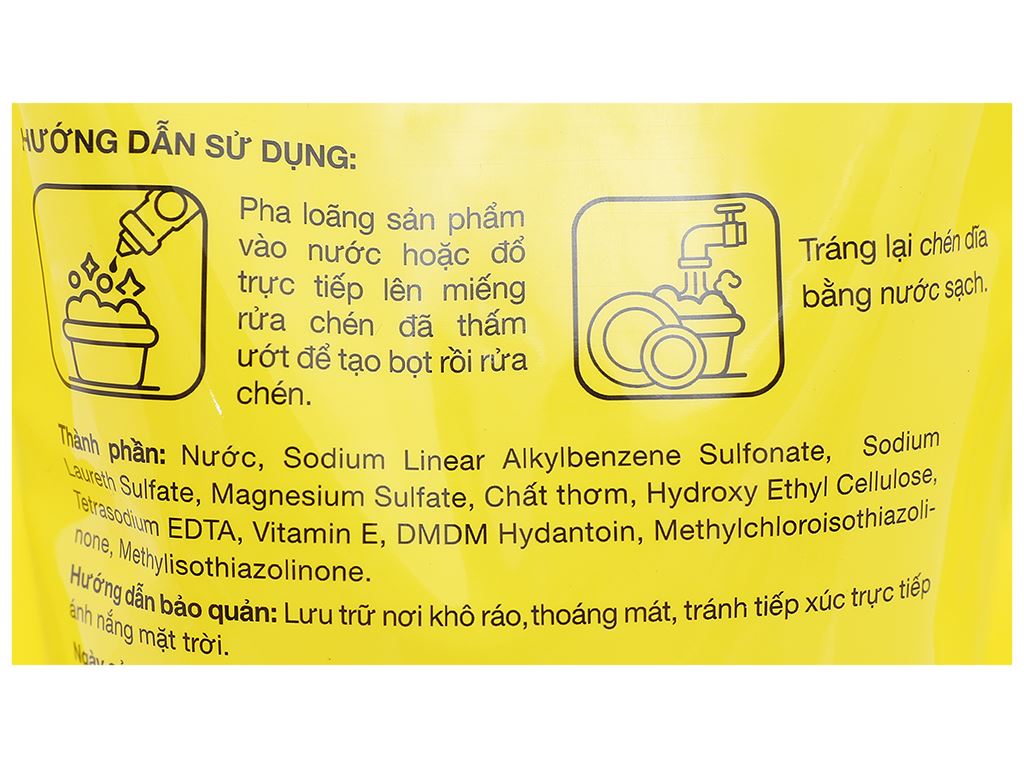 HƯỚNG DẪN SỬ DỤNG:
Pha loãng sản phẩm
vào nước hoặc đổ
trực tiếp lên miếng
rửa chén đã thấm
ướt để tạo bọt rồi rửa
chén.
Tráng lại chén dĩa
bằng nước sạch.
Thành phần: Nước, Sodium Linear Alkylbenzene Sulfonate, Sodium
Laureth Sulfate, Magnesium Sulfate, Chất thơm, Hydroxy Ethyl Cellulose,
Tetrasodium EDTA, Vitamin E, DMDM Hydantoin, Methylchloroisothiazoli-
none, Methylisothiazolinone.
Hướng dẫn bảo quản: Lưu trữ nơi khô ráo, thoáng mát, tránh tiếp xúc trực tiếp
ánh nắng mặt trời.
Ngày